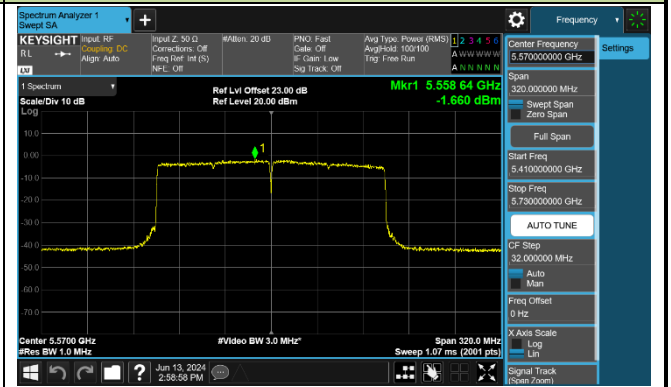 Spectrum Analyzer 1
Swept SA
Frequency
KEYSIGHT
RL
LXI
Input: RF
Coupling: DC
Align: Auto
Input Z: 50 Ω
Corrections: Off
Freq Ref: Int (S)
NFE: Off
#Atten: 20 dB
PNO: Fast
Gate: Off
IF Gain: Low
Sig Track: Off
Avg Type: Power (RMS)
Avg|Hold: 100/100
Trig: Free Run
1 2 3 4 5 6
A W W W W W
A N N N N N
Center Frequency
5.570000000 GHz
Settings
Span
320.000000 MHz
Swept Span
Zero Span
Full Span
Start Freq
5.410000000 GHz
Stop Freq
5.730000000 GHz
AUTO TUNE
CF Step
32.000000 MHz
Auto
Man
Freq Offset
0 Hz
X Axis Scale
Log
Lin
Signal Track
(Span Zoom)
1 Spectrum
Scale/Div 10 dB
Log
Ref Lvl Offset 23.00 dB
Ref Level 20.00 dBm
Mkr1 5.558 64 GHz
-1.660 dBm
1
10.0
0.00
-10.0
-20.0
-30.0
-40.0
-50.0
-60.0
-70.0
Center 5.5700 GHz
#Res BW 1.0 MHz
#Video BW 3.0 MHz*
Span 320.0 MHz
Sweep 1.07 ms (2001 pts)
?
Jun 13, 2024
2:58:58 PM